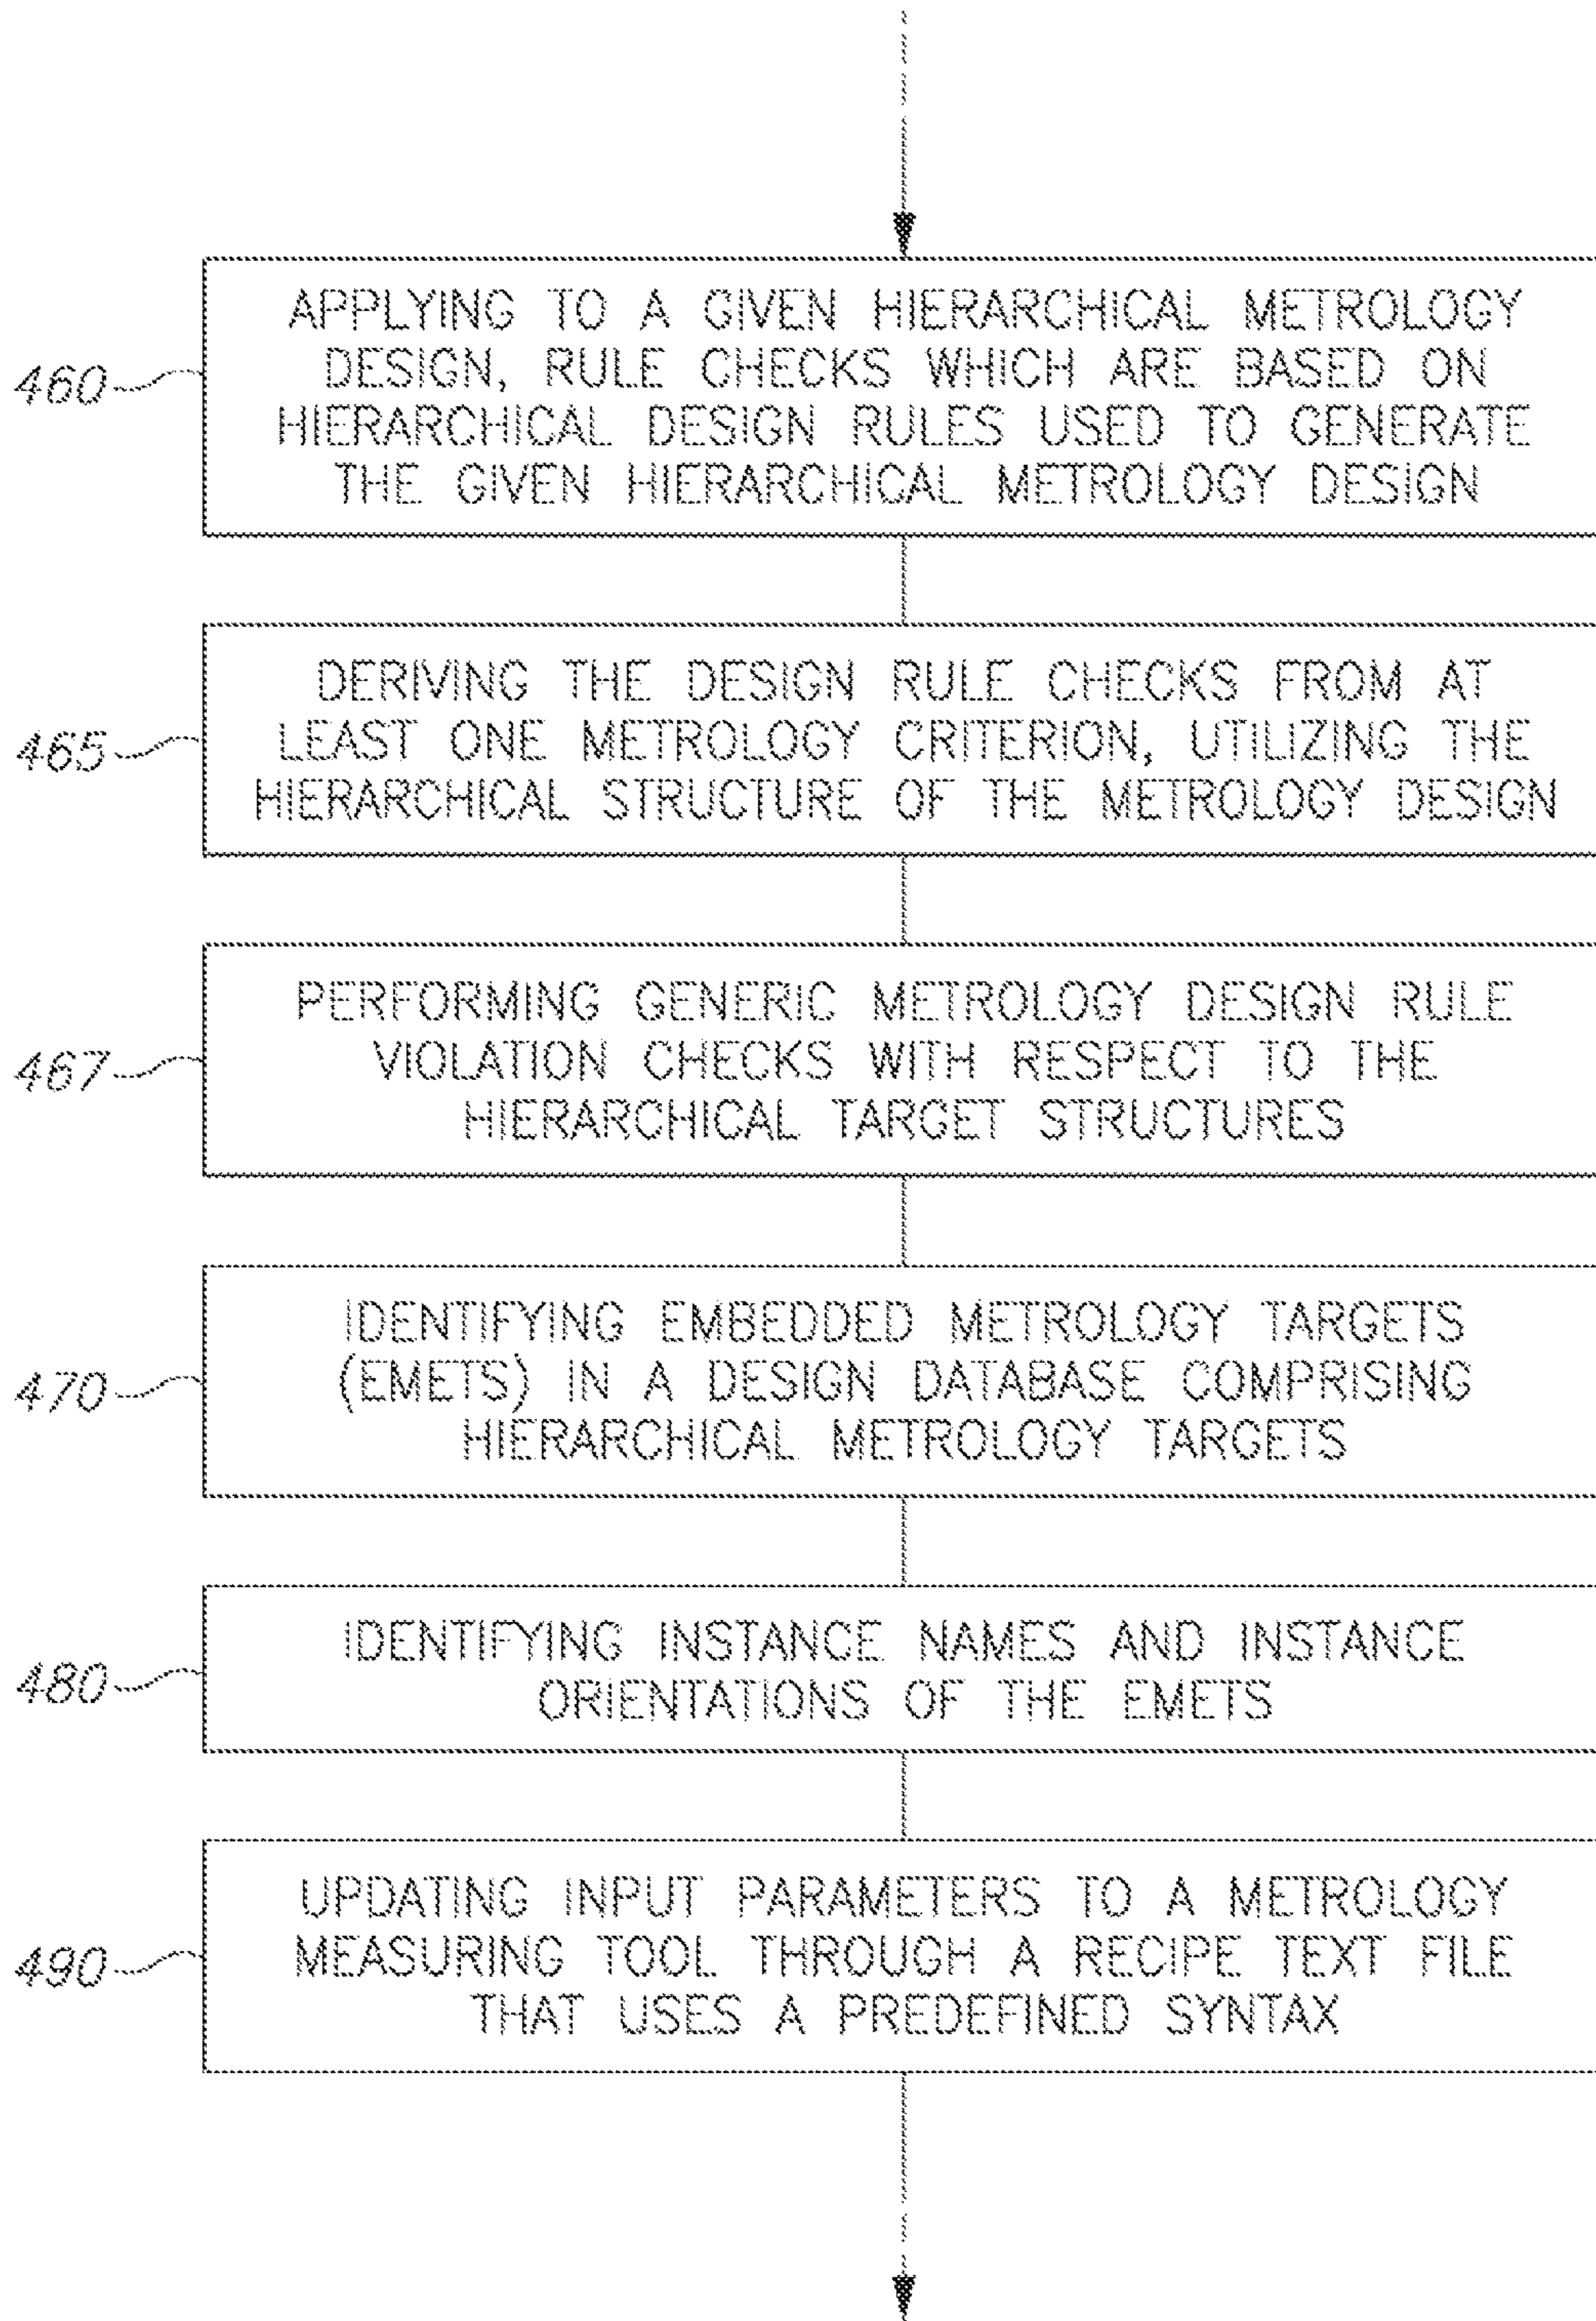 460
APPLYING TO A GIVEN HIERARCHICAL METROLOGY
DESIGN, RULE CHECKS WHICH ARE BASED ON
HIERARCHICAL DESIGN RULES USED TO GENERATE
THE GIVEN HIERARCHICAL METROLOGY DESIGN
465
DERIVING THE DESIGN RULE CHECKS FROM AT
LEAST ONE METROLOGY CRITERION, UTILIZING THE
HIERARCHICAL STRUCTURE OF THE METROLOGY DESIGN
467
PERFORMING GENERIC METROLOGY DESIGN RULE
VIOLATION CHECKS WITH RESPECT TO THE
HIERARCHICAL TARGET STRUCTURES
470
IDENTIFYING EMBEDDED METROLOGY TARGETS
(EMETS) IN A DESIGN DATABASE COMPRISING
HIERARCHICAL METROLOGY TARGETS
480
IDENTIFYING INSTANCE NAMES AND INSTANCE
ORIENTATIONS OF THE EMETS
490
UPDATING INPUT PARAMETERS TO A METROLOGY
MEASURING TOOL THROUGH A RECIPE TEXT FILE
THAT USES A PREDEFINED SYNTAX